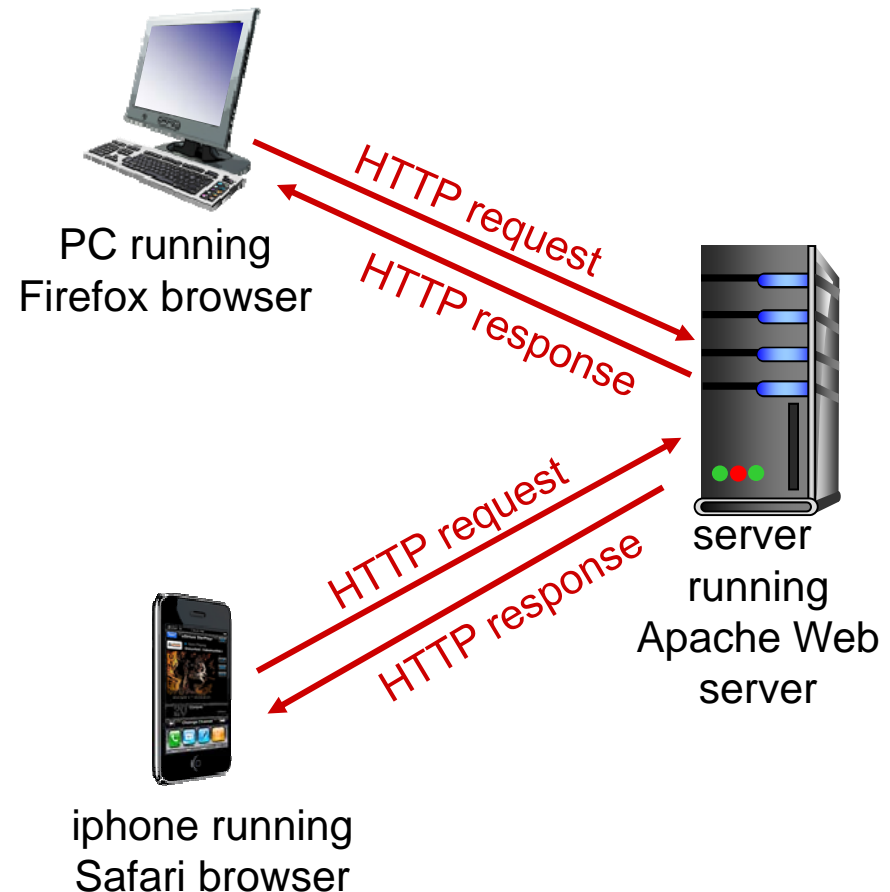 HTTP request
HTTP response
PC running
Firefox browser
HTTP request
HTTP response
server
running
Apache Web
server
iphone running
Safari browser